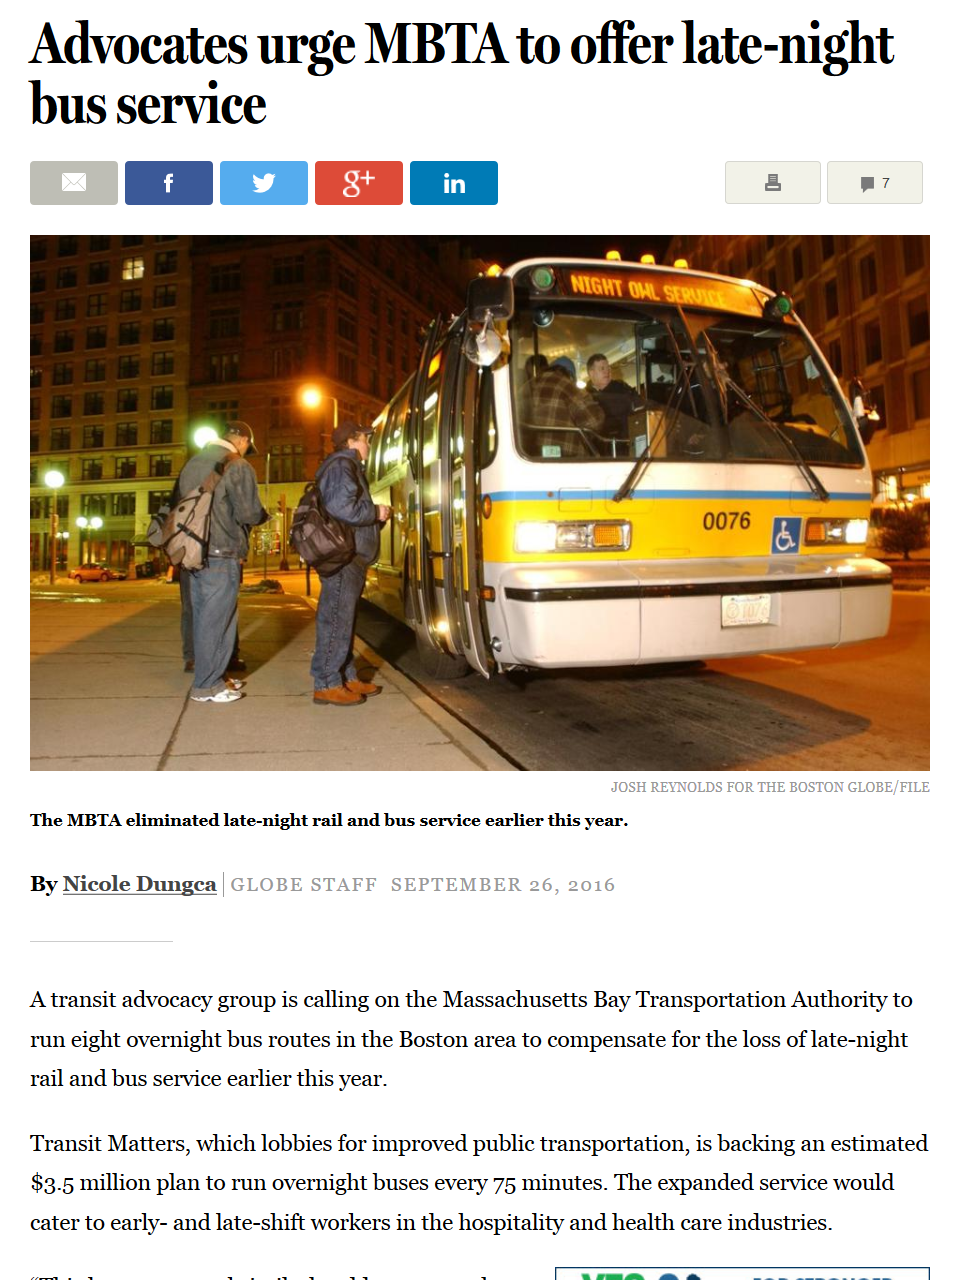 Advocates urge MBTA to offer late-night
bus service
f
g+
in
7
NIGHT OWL SERVICE
0076
JOSH REYNOLDS FOR THE BOSTON GLOBE/FILE
The MBTA eliminated late-night rail and bus service earlier this year.
By Nicole Dungca GLOBE STAFF SEPTEMBER 26, 2016
A transit advocacy group is calling on the Massachusetts Bay Transportation Authority to
run eight overnight bus routes in the Boston area to compensate for the loss of late-night
rail and bus service earlier this year.
Transit Matters, which lobbies for improved public transportation, is backing an estimated
$3.5 million plan to run overnight buses every 75 minutes. The expanded service would
cater to early- and late-shift workers in the hospitality and health care industries.